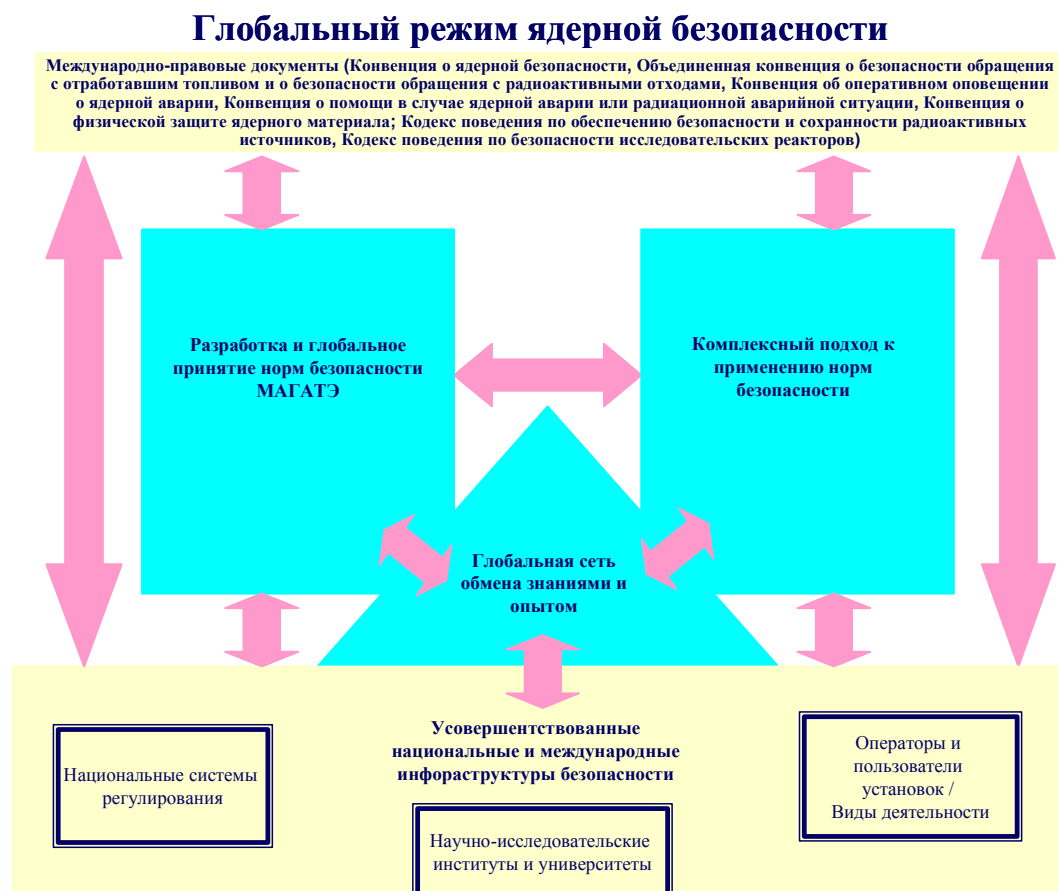 Глобальный режим ядерной безопасности
Международно-правовые документы (Конвенция о ядерной безопасности, Объединенная конвенция о безопасности обращения
с отработавшим топливом и о безопасности обращения с радиоактивными отходами, Конвенция об оперативном оповещении
о ядерной аварии, Конвенция о помощи в случае ядерной аварии или радиационной аварийной ситуации, Конвенция о
физической защите ядерного материала; Кодекс поведения по обеспечению безопасности и сохранности радиоактивных
источников, Кодекс поведения по безопасности исследовательских реакторов)
Разработка и глобальное
принятие норм безопасности
МАГАТЭ
Комплексный подход к
применению норм
безопасности
Глобальная сеть
обмена знаниями и
опытом
Усовершентствованные
национальные и международные
инфораструктуры безопасности
Национальные системы
регулирования
Научно-исследовательские
институты и университеты
Операторы и
пользователи
установок /
Виды деятельности